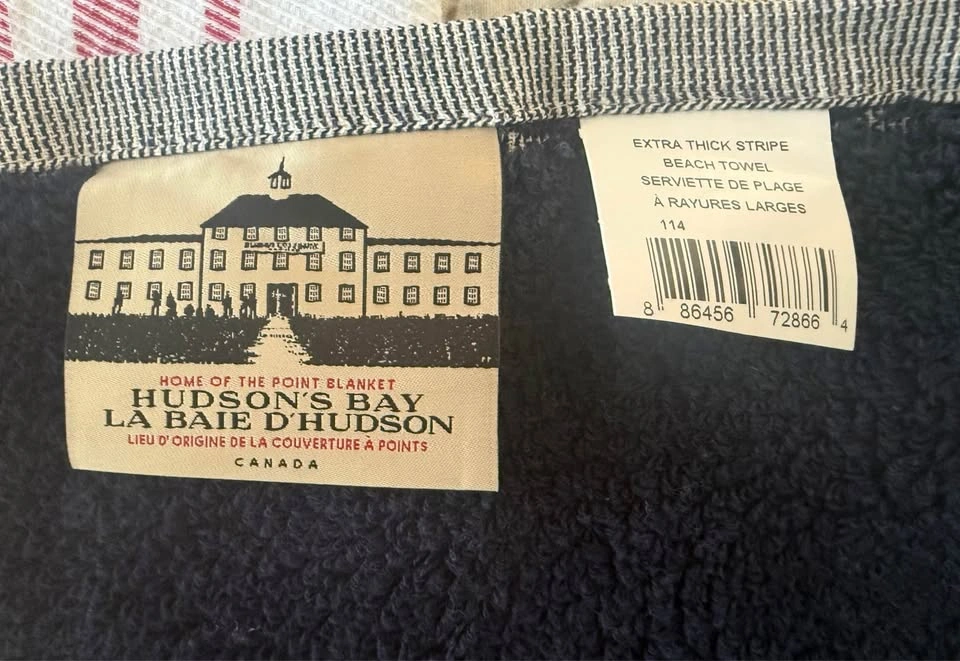 HOME OF THE POINT BLANKET
HUDSON'S BAY
LA BAIE D'HUDSON
LIEU D'ORIGINE DE LA COUVERTURE À POINTS
CANADA
EXTRA THICK STRIPE
BEACH TOWEL
SERVIETTE DE PLAGE
À RAYURES LARGES
114
8 86456 72866 4